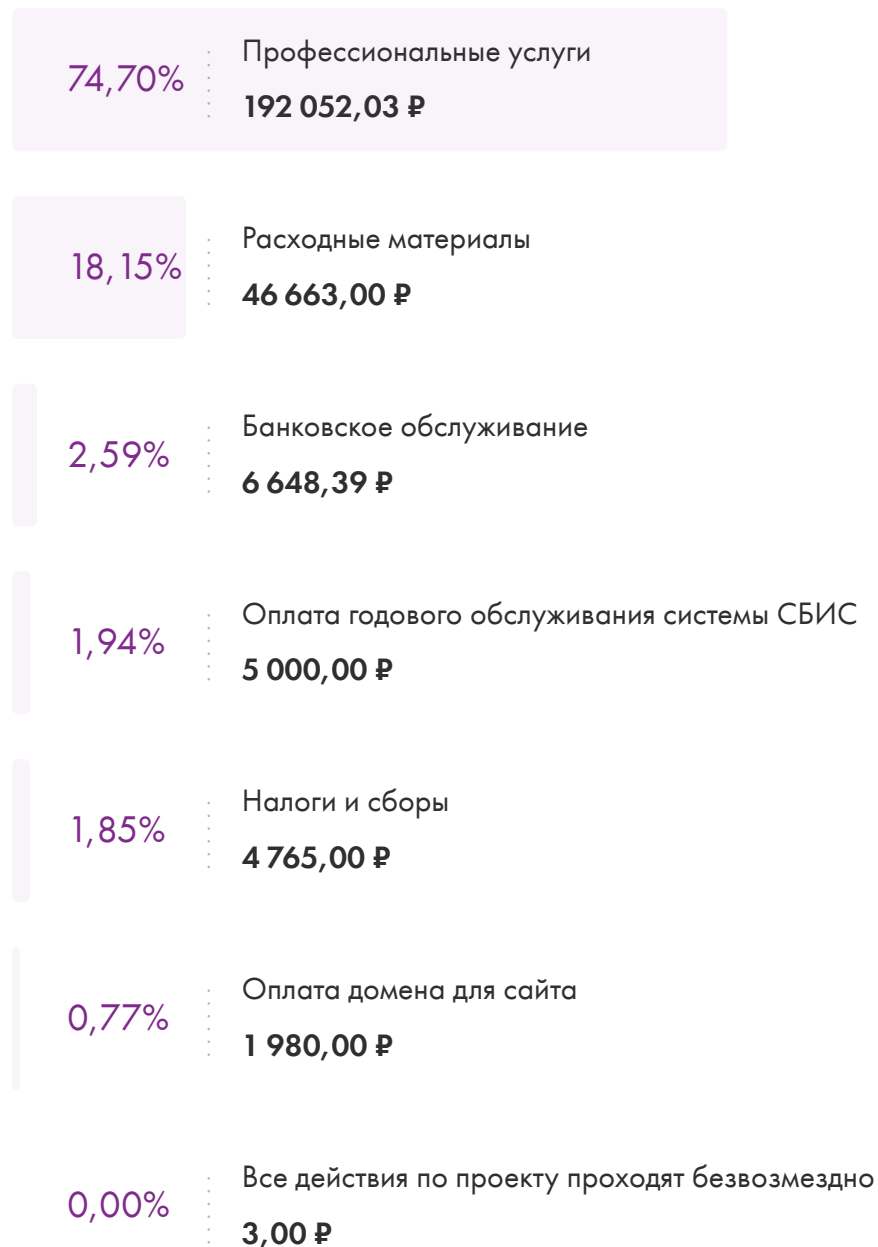 74,70%
Профессиональные услуги
192 052,03 ₽
18,15%
Расходные материалы
46 663,00 ₽
2,59%
Банковское обслуживание
6 648,39 ₽
1,94%
Оплата годового обслуживания системы СБИС
5 000,00 ₽
1,85%
Налоги и сборы
4 765,00 ₽
0,77%
Оплата домена для сайта
1 980,00 ₽
0,00%
Все действия по проекту проходят безвозмездно
3,00 ₽